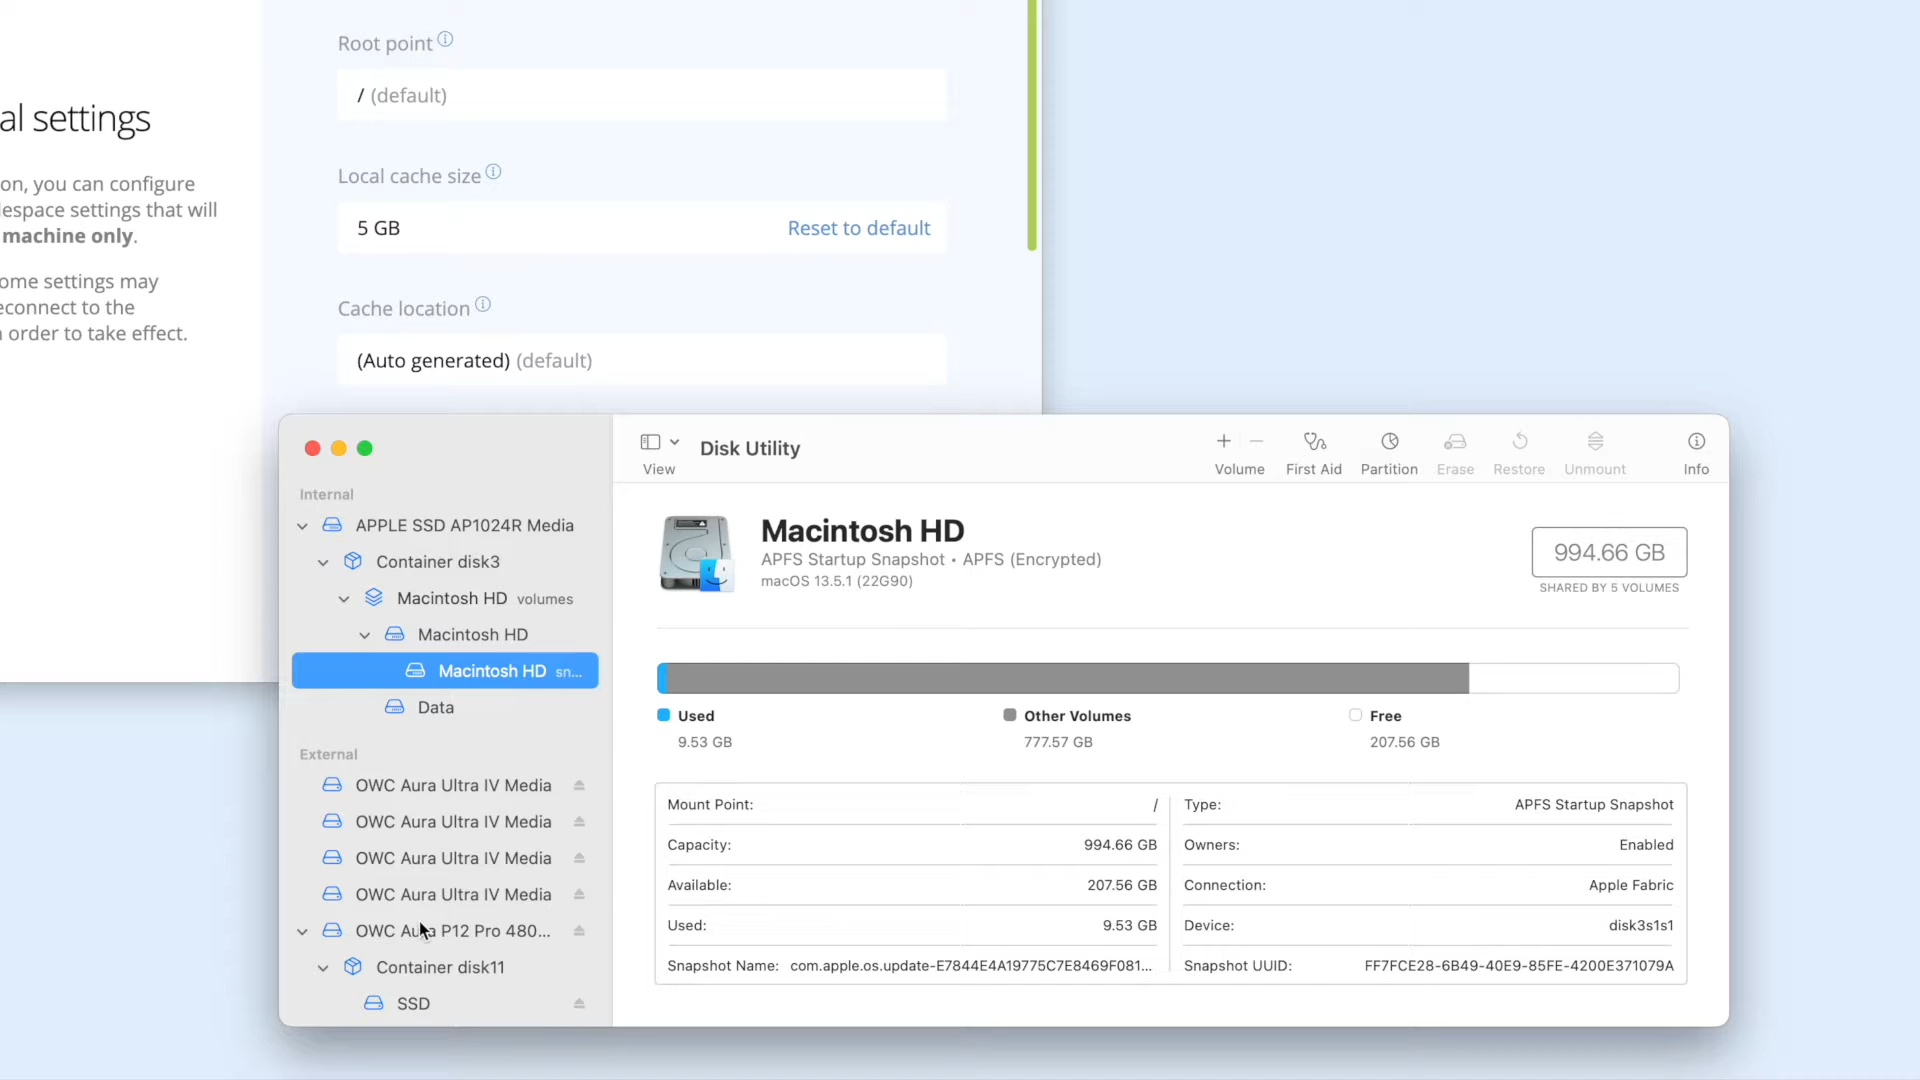 Root point
/ (default)
al settings
Local cache size
on, you can configure
espace settings that will
machine only.
5 GB
Reset to default
ome settings may
econnect to the
order to take effect.
Cache location
(Auto generated) (default)
View
Disk Utility
Volume
First Aid
Partition
Erase
Restore
Unmount
Info
Internal
APPLE SSD AP1024R Media
Container disk3
Macintosh HD volumes
Macintosh HD
Macintosh HD sn...
Data
External
OWC Aura Ultra IV Media
OWC Aura Ultra IV Media
OWC Aura Ultra IV Media
OWC Aura Ultra IV Media
OWC Aura P12 Pro 480...
Container disk11
SSD
Macintosh HD
APFS Startup Snapshot • APFS (Encrypted)
macOS 13.5.1 (22G90)
994.66 GB
SHARED BY 5 VOLUMES
Used
9.53 GB
Other Volumes
777.57 GB
Free
207.56 GB
Mount Point: /
Capacity: 994.66 GB
Available: 207.56 GB
Used: 9.53 GB
Snapshot Name: com.apple.os.update-E7844E4A19775C7E8469F081...
Type: APFS Startup Snapshot
Owners: Enabled
Connection: Apple Fabric
Device: disk3s1s1
Snapshot UUID: FF7FCE28-6B49-40E9-85FE-4200E371079A